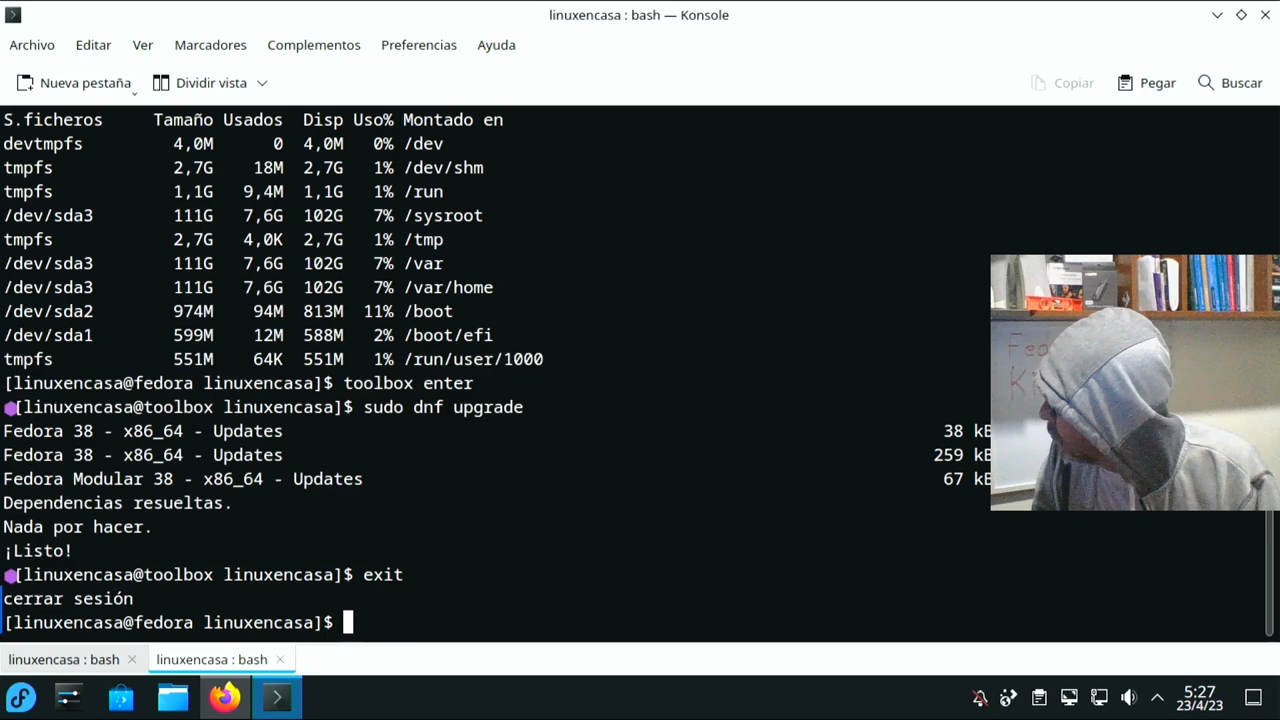 linuxencasa : bash — Konsole
Archivo Editar Ver Marcadores Complementos Preferencias Ayuda
Nueva pestaña Dividir vista Copiar Pegar Buscar
S.ficheros Tamaño Usados Disp Uso% Montado en
devtmpfs 4,0M 0 4,0M 0% /dev
tmpfs 2,7G 18M 2,7G 1% /dev/shm
tmpfs 1,1G 9,4M 1,1G 1% /run
/dev/sda3 111G 7,6G 102G 7% /sysroot
tmpfs 2,7G 4,0K 2,7G 1% /tmp
/dev/sda3 111G 7,6G 102G 7% /var
/dev/sda3 111G 7,6G 102G 7% /var/home
/dev/sda2 974M 94M 813M 11% /boot
/dev/sda1 599M 12M 588M 2% /boot/efi
tmpfs 551M 64K 551M 1% /run/user/1000
[linuxencasa@fedora linuxencasa]$ toolbox enter
[linuxencasa@toolbox linuxencasa]$ sudo dnf upgrade
Fedora 38 - x86_64 - Updates 38 kB
Fedora 38 - x86_64 - Updates 259 kB
Fedora Modular 38 - x86_64 - Updates 67 kB
Dependencias resueltas.
Nada por hacer.
¡Listo!
[linuxencasa@toolbox linuxencasa]$ exit
cerrar sesión
[linuxencasa@fedora linuxencasa]$
linuxencasa : bash linuxencasa : bash
5:27
23/4/23